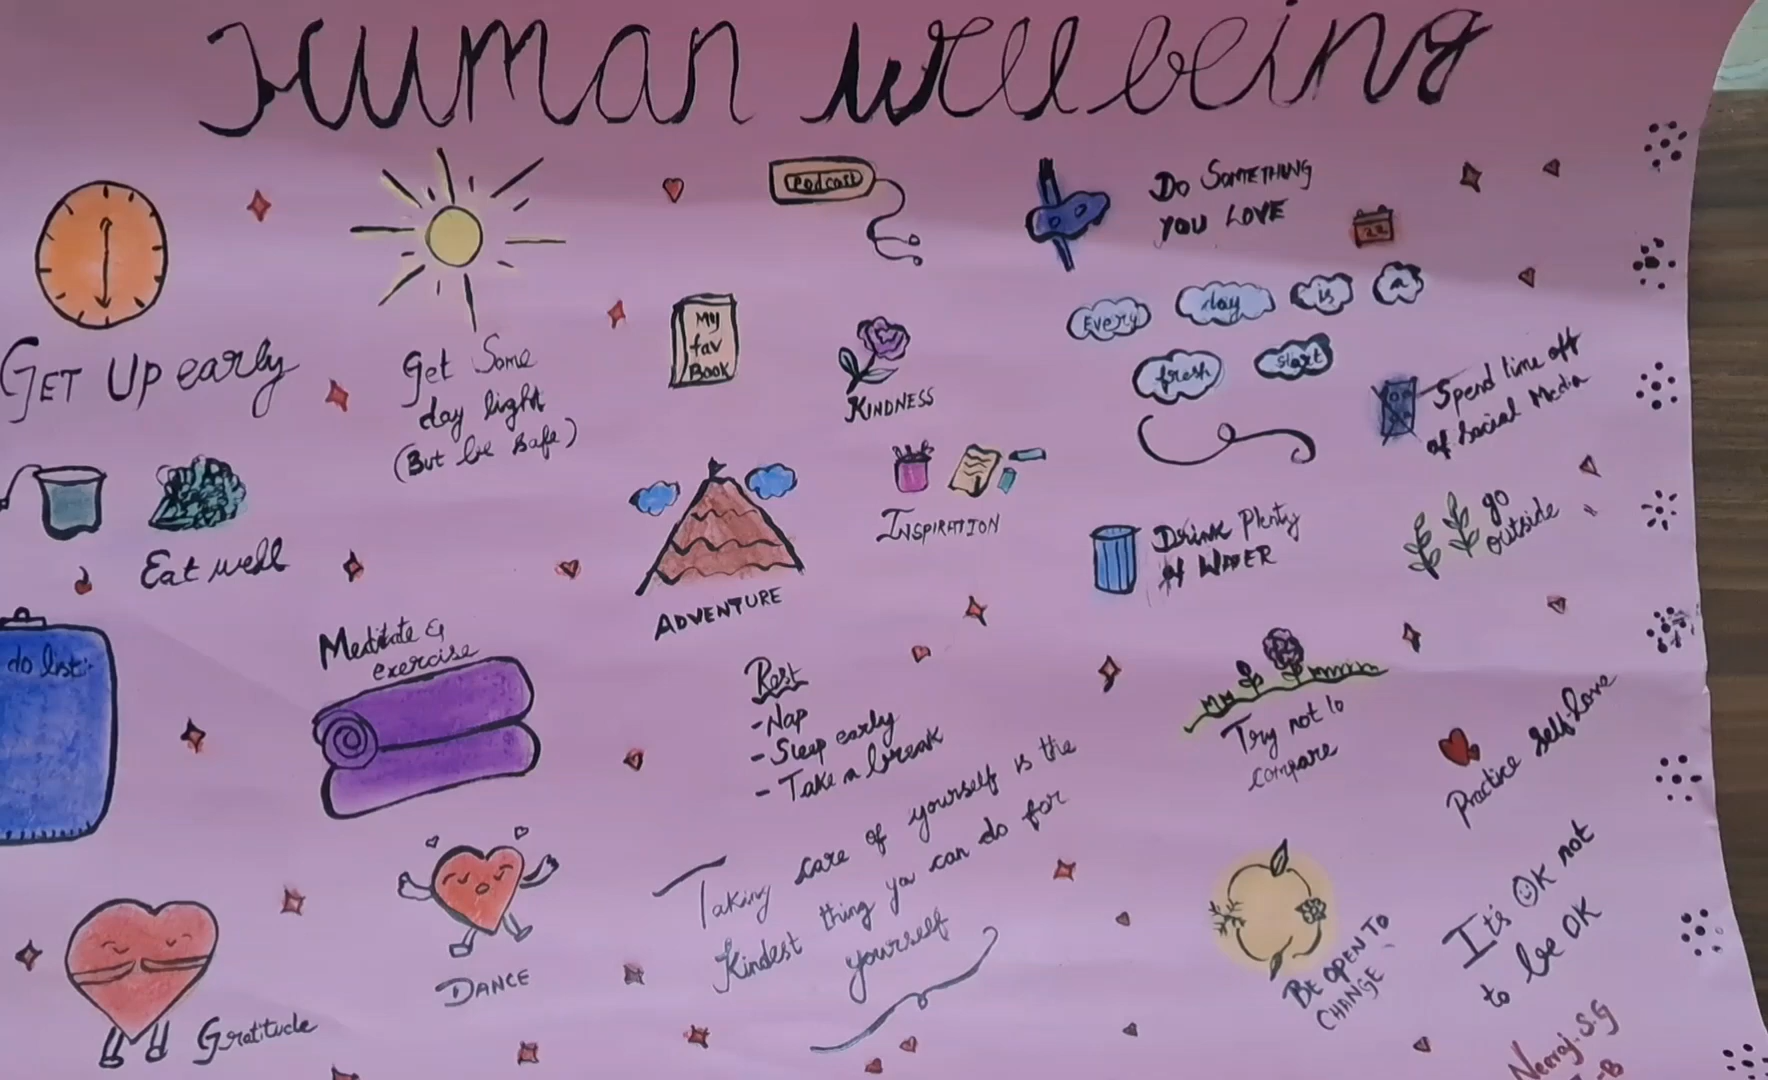 Human wellbeing
Podcast
Do SOMETHING
YOU LOVE
22
Every day is a
fresh start
My
fav
Book
GET UP early
Get Some
day light
(But be safe)
KINDNESS
Spend time off
of Social Media
Eat well
INSPIRATION
Drink Plenty
of WATER
go
outside
ADVENTURE
do list:-
Meditate &
exercise
Rest
- Nap
- Sleep early
- Take a break
Try not to
compare
Practice self-love
Taking care of yourself is the
Kindest thing you can do for
yourself
DANCE
Gratitude
BE OPEN TO
CHANGE
It's OK not
to be OK
Neeraj. S. G
-B